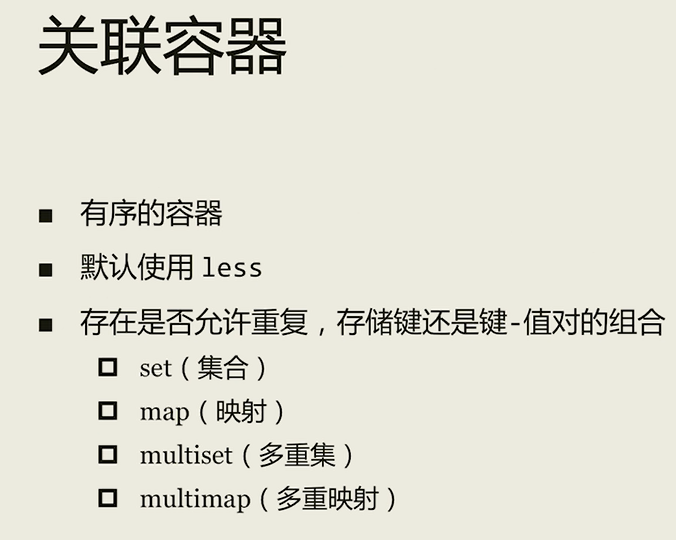 关联容器
■ 有序的容器
■ 默认使用 less
■ 存在是否允许重复，存储键还是键-值对的组合
set（集合）
map（映射）
multiset（多重集）
multimap（多重映射）